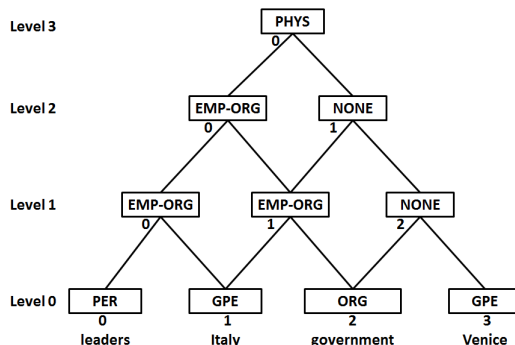 Level 3 PHYS
0
Level 2 EMP-ORG NONE
0 1
Level 1 EMP-ORG EMP-ORG NONE
0 1 2
Level 0 PER GPE ORG GPE
0 1 2 3
leaders Italy government Venice